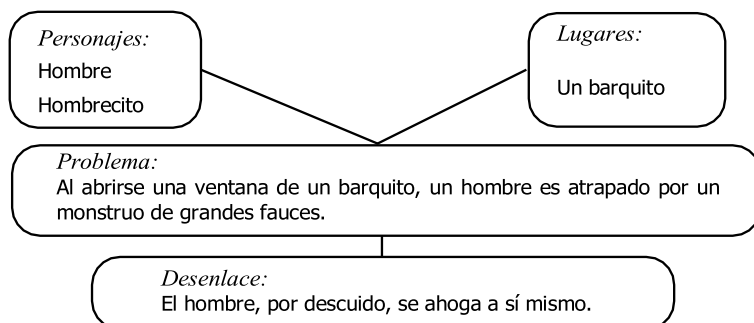 Personajes:
Hombre
Hombrecito
Lugares:
Un barquito
Problema:
Al abrirse una ventana de un barquito, un hombre es atrapado por un
monstruo de grandes fauces.
Desenlace:
El hombre, por descuido, se ahoga a sí mismo.